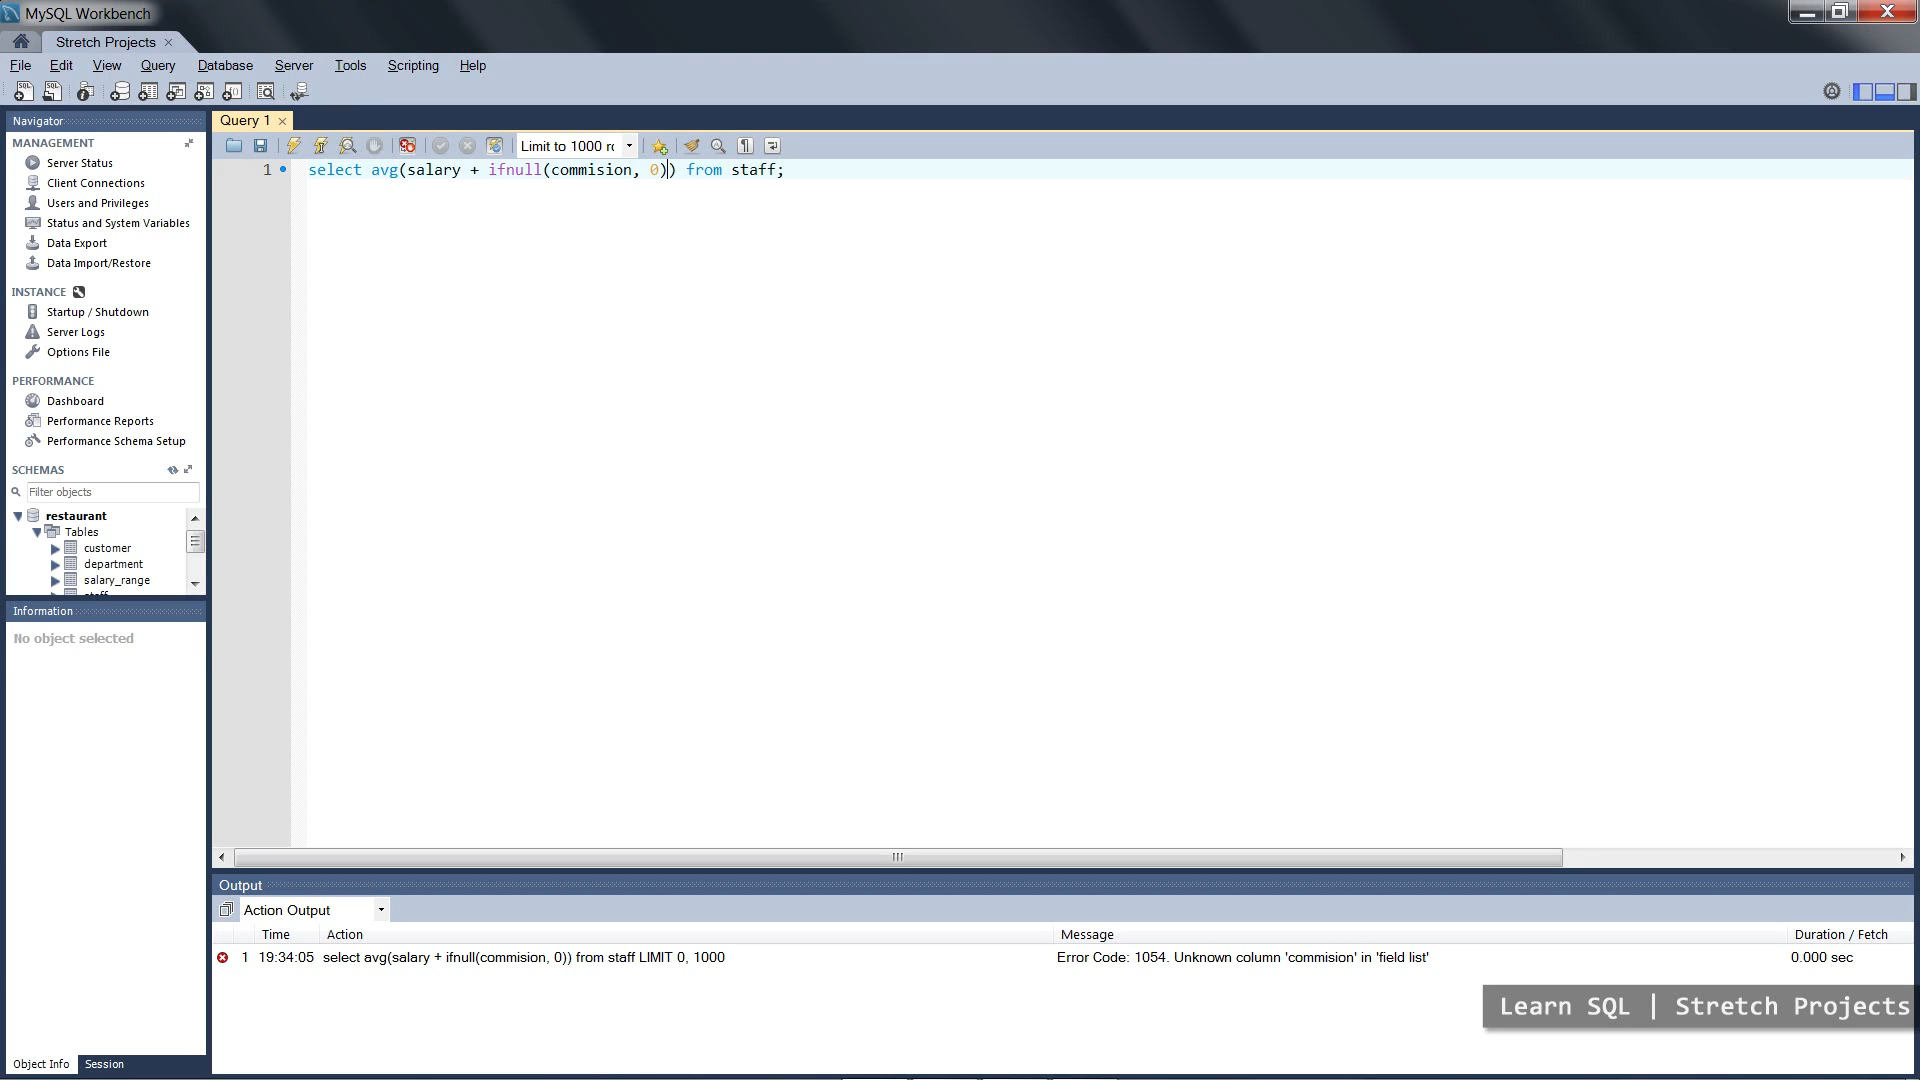 MySQL Workbench
Stretch Projects
File Edit View Query Database Server Tools Scripting Help
Navigator
MANAGEMENT
Server Status
Client Connections
Users and Privileges
Status and System Variables
Data Export
Data Import/Restore
INSTANCE
Startup / Shutdown
Server Logs
Options File
PERFORMANCE
Dashboard
Performance Reports
Performance Schema Setup
SCHEMAS
Filter objects
restaurant
Tables
customer
department
salary_range
staff
Information
No object selected
Object Info Session
Query 1
Limit to 1000 rc
1 select avg(salary + ifnull(commision, 0)) from staff;
Output
Action Output
Time Action Message Duration / Fetch
1 19:34:05 select avg(salary + ifnull(commision, 0)) from staff LIMIT 0, 1000 Error Code: 1054. Unknown column 'commision' in 'field list' 0.000 sec
Learn SQL | Stretch Projects